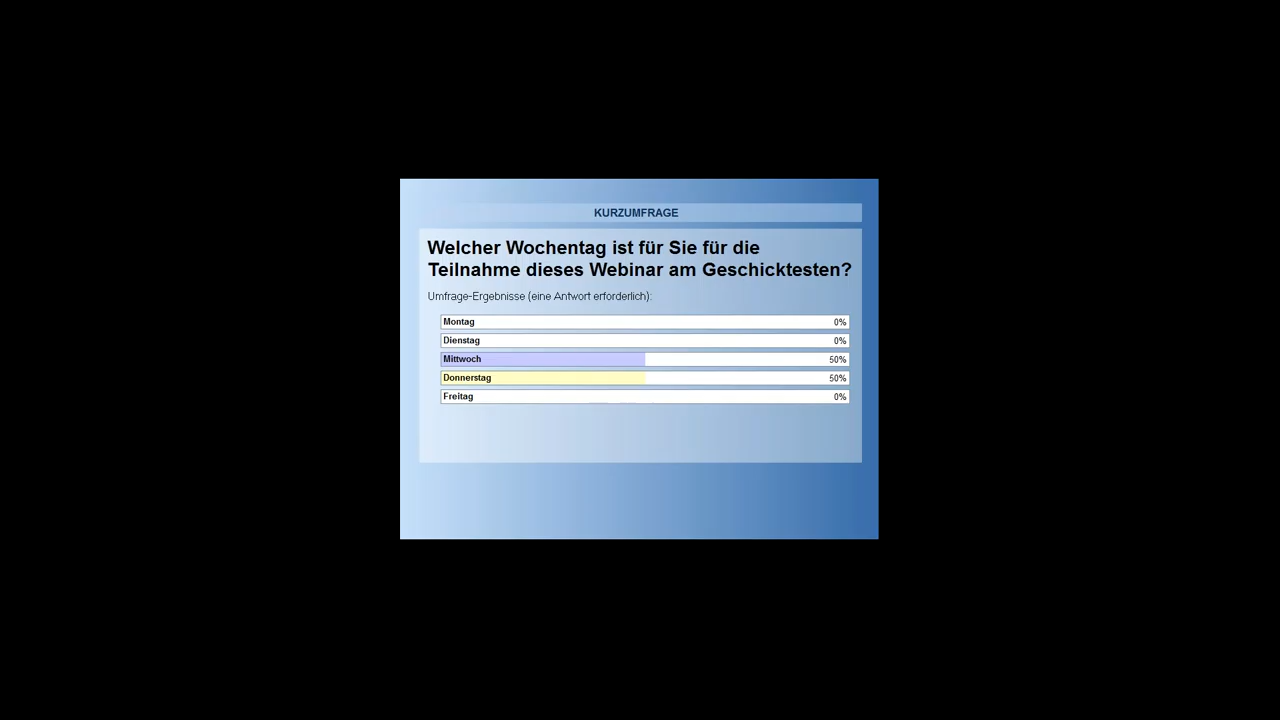 KURZUMFRAGE
Welcher Wochentag ist für Sie für die
Teilnahme dieses Webinar am Geschicktesten?
Umfrage-Ergebnisse (eine Antwort erforderlich):
Montag 0%
Dienstag 0%
Mittwoch 50%
Donnerstag 50%
Freitag 0%